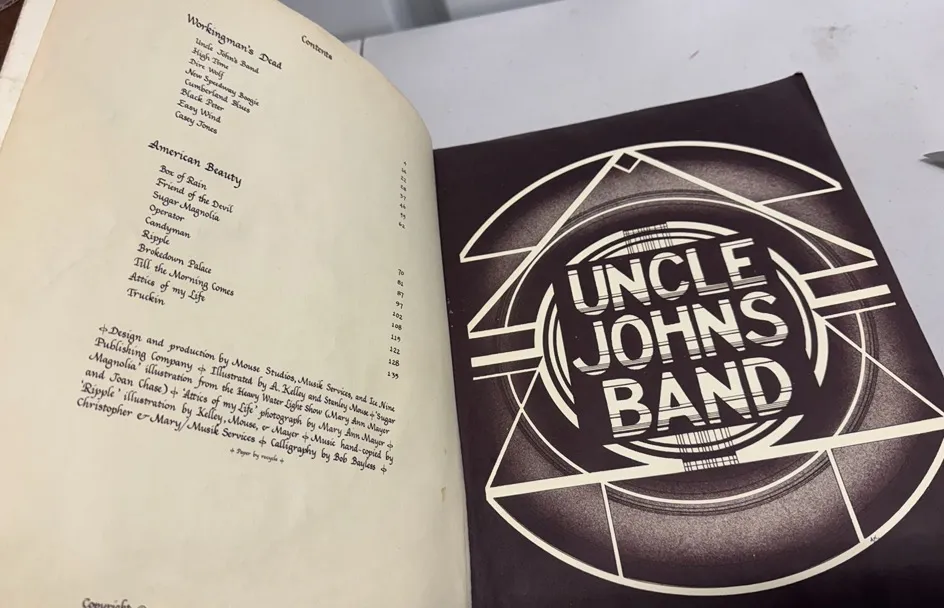 Contents
Workingman's Dead
Uncle John's Band
High Time
Dire Wolf
New Speedway Boogie
Cumberland Blues
Black Peter
Easy Wind
Casey Jones 62
American Beauty
Box of Rain 70
Friend of the Devil 81
Sugar Magnolia 87
Operator 97
Candyman 102
Ripple 108
Brokedown Palace 119
Till the Morning Comes 122
Attics of my Life 128
Truckin 139
✣ Design and production by Mouse Studios, Musik Services, and Ice Nine
Publishing Company ✣ Illustrated by A. Kelley and Stanley Mouse ✣ 'Sugar
Magnolia' illustration from the Heavy Water Light Show (Mary Ann Mayer
and Joan Chase) ✣ 'Attics of my Life' photograph by Mary Ann Mayer ✣
'Ripple' illustration by Kelley, Mouse, & Mayer ✣ Music hand-copied by
Christopher & Mary/Musik Services ✣ Calligraphy by Bob Bayless ✣
✣ Paper by recycle ✣
Copyright
UNCLE
JOHNS
BAND